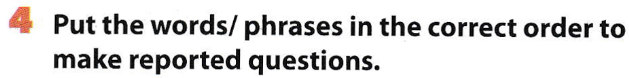 4 Put the words/ phrases in the correct order to
make reported questions.